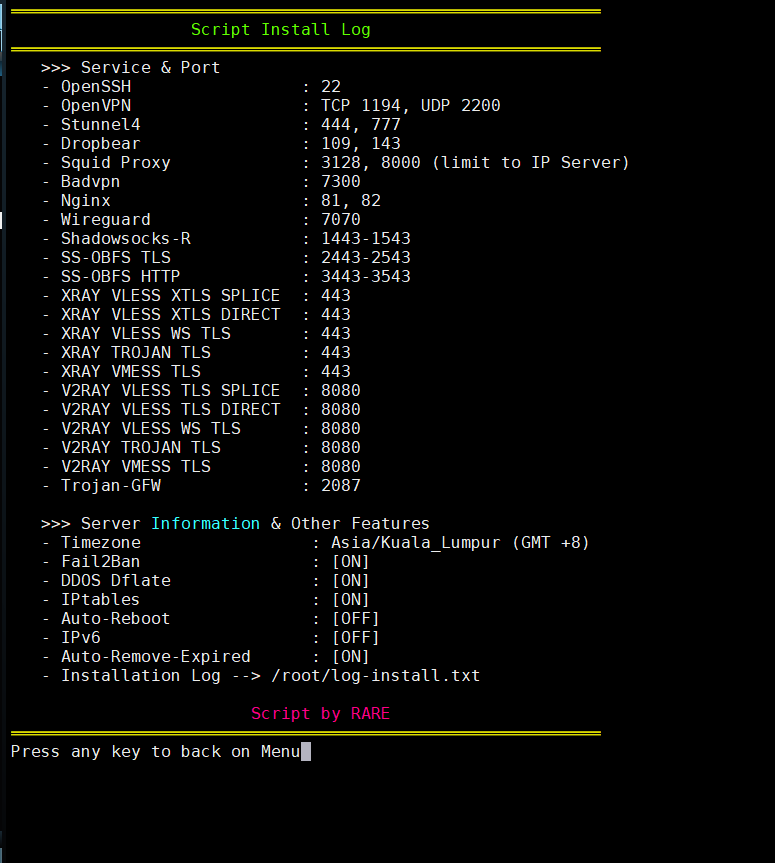 Script Install Log
>>> Service & Port
- OpenSSH : 22
- OpenVPN : TCP 1194, UDP 2200
- Stunnel4 : 444, 777
- Dropbear : 109, 143
- Squid Proxy : 3128, 8000 (limit to IP Server)
- Badvpn : 7300
- Nginx : 81, 82
- Wireguard : 7070
- Shadowsocks-R : 1443-1543
- SS-OBFS TLS : 2443-2543
- SS-OBFS HTTP : 3443-3543
- XRAY VLESS XTLS SPLICE : 443
- XRAY VLESS XTLS DIRECT : 443
- XRAY VLESS WS TLS : 443
- XRAY TROJAN TLS : 443
- XRAY VMESS TLS : 443
- V2RAY VLESS TLS SPLICE : 8080
- V2RAY VLESS TLS DIRECT : 8080
- V2RAY VLESS WS TLS : 8080
- V2RAY TROJAN TLS : 8080
- V2RAY VMESS TLS : 8080
- Trojan-GFW : 2087
>>> Server Information & Other Features
- Timezone : Asia/Kuala_Lumpur (GMT +8)
- Fail2Ban : [ON]
- DDOS Dflate : [ON]
- IPtables : [ON]
- Auto-Reboot : [OFF]
- IPv6 : [OFF]
- Auto-Remove-Expired : [ON]
- Installation Log --> /root/log-install.txt
Script by RARE
Press any key to back on Menu